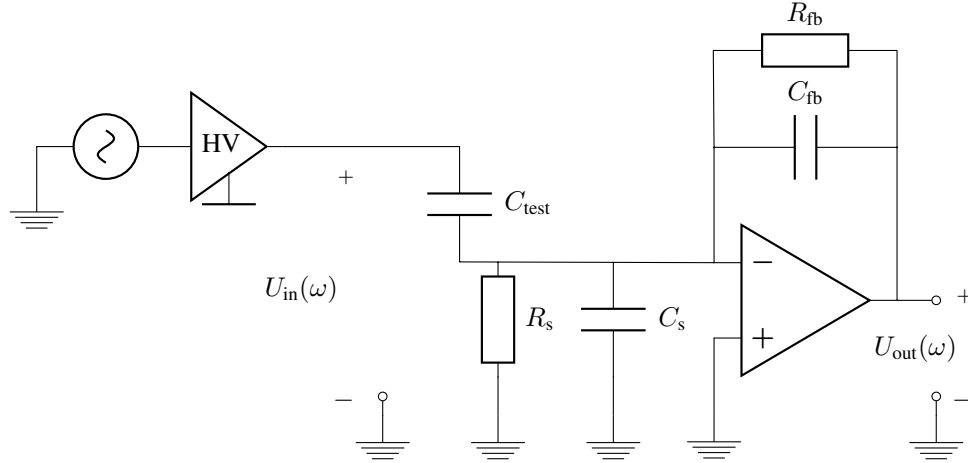 R_fb
C_fb
HV
+
C_test
U_in(ω)
R_s
C_s
−
+
+
U_out(ω)
−
−